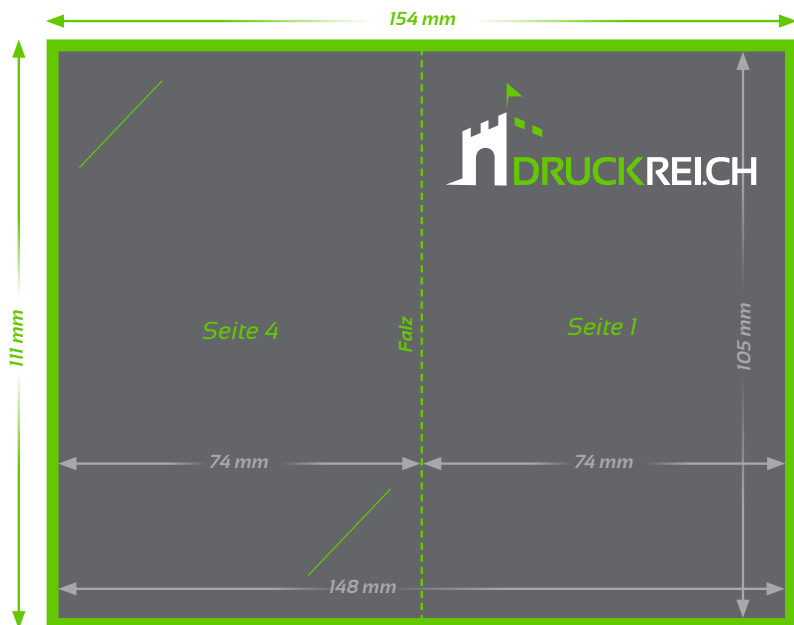 154 mm
DRUCKREI.CH
111 mm
Seite 4
Falz
Seite 1
105 mm
74 mm
74 mm
148 mm